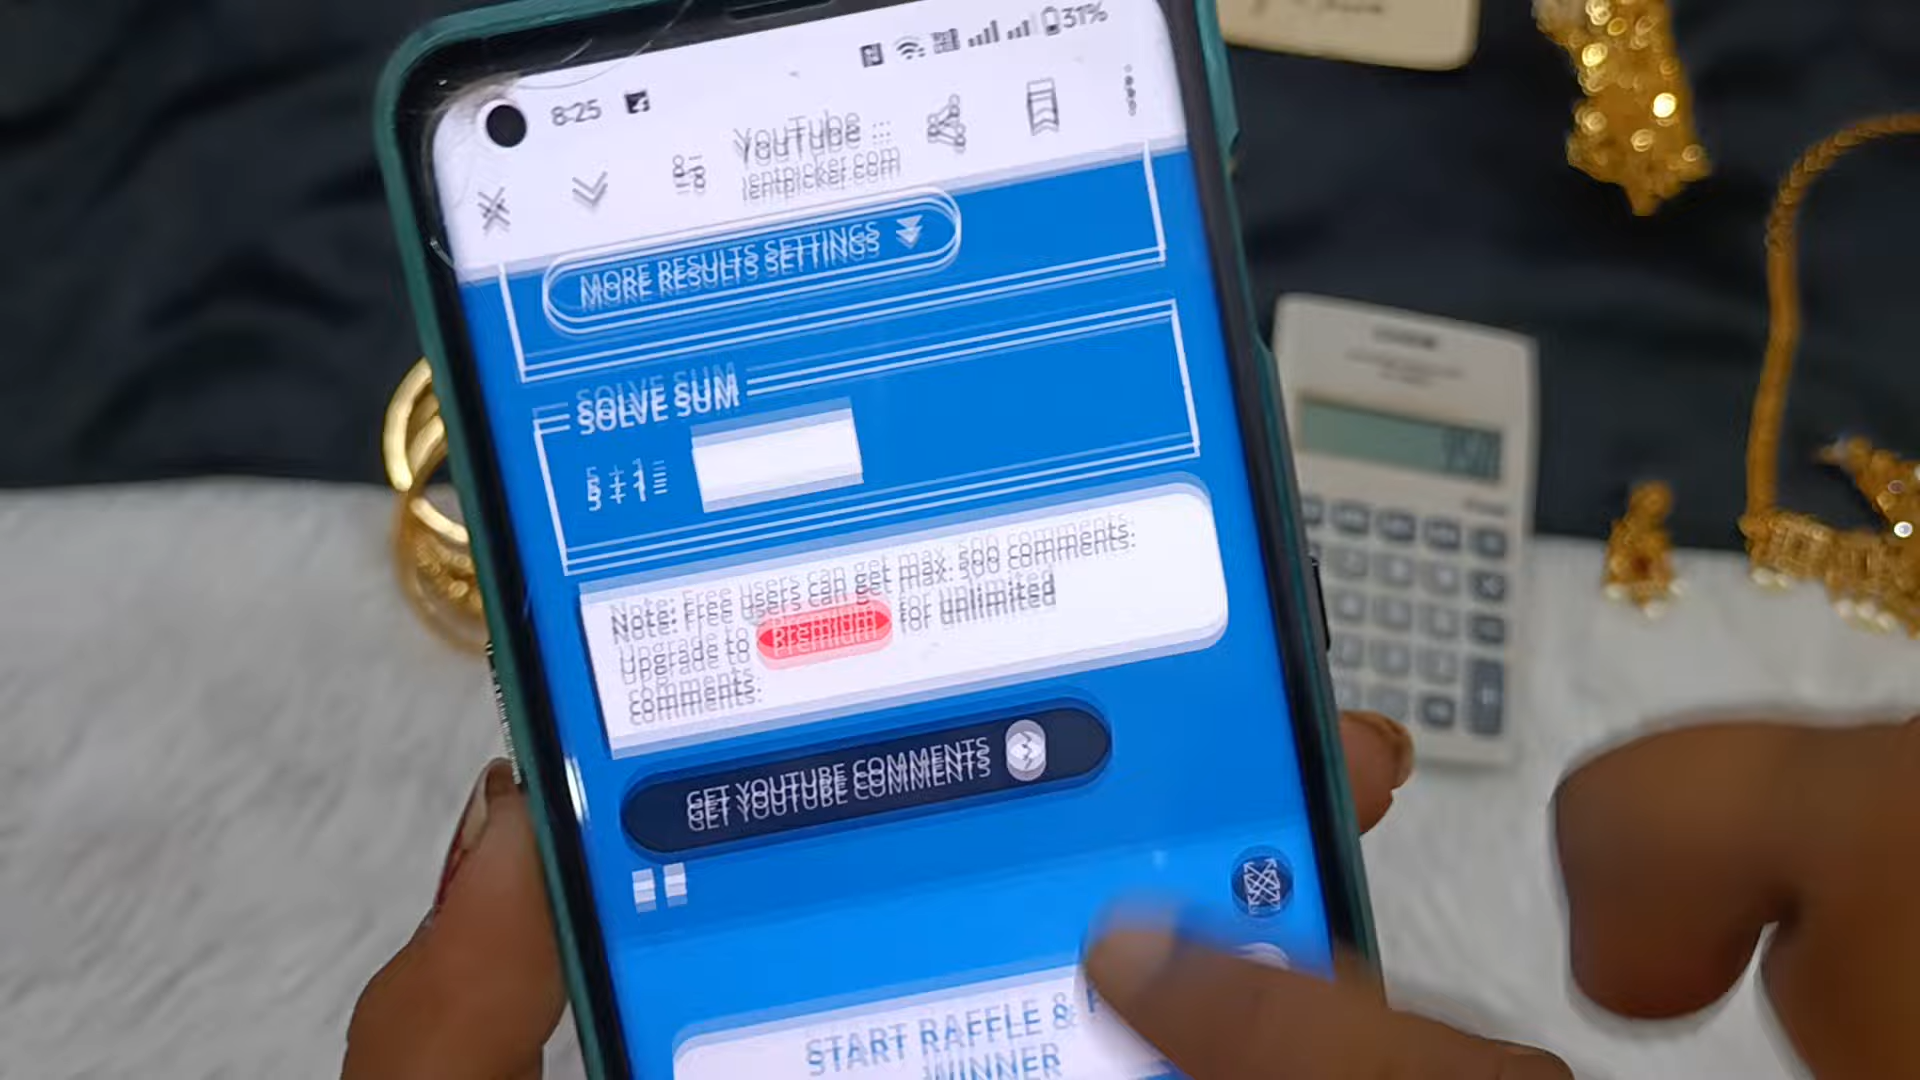 8:25
31%
YouTube ...
lentpicker.com
MORE RESULTS SETTINGS
SOLVE SUM
5 + 1 =
Note: Free users can get max. 500 comments.
Upgrade to Premium for unlimited
comments.
GET YOUTUBE COMMENTS
START RAFFLE &
WINNER